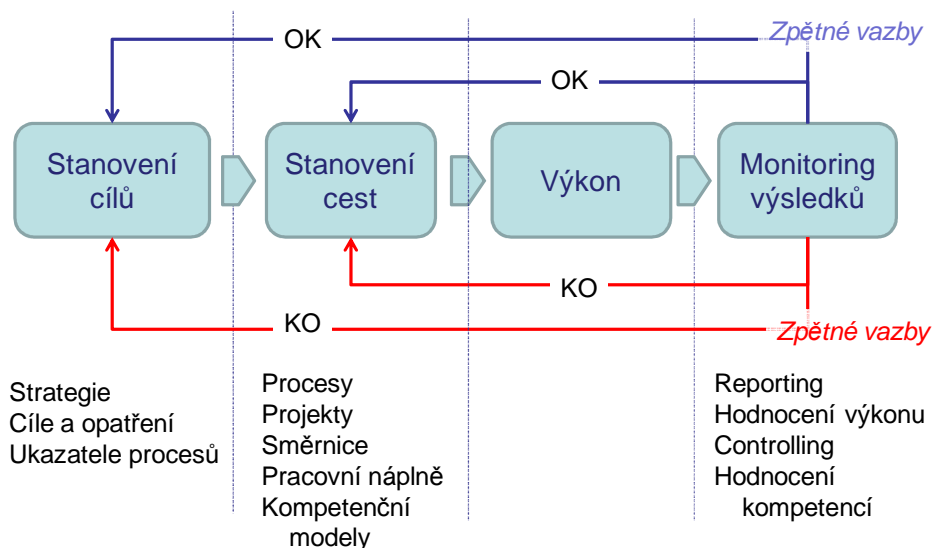 Zpětné vazby
OK
OK
Stanovení
cílů
Stanovení
cest
Výkon
Monitoring
výsledků
KO
KO
Zpětné vazby
Strategie
Cíle a opatření
Ukazatele procesů
Procesy
Projekty
Směrnice
Pracovní náplně
Kompetenční
modely
Reporting
Hodnocení výkonu
Controlling
Hodnocení
kompetencí